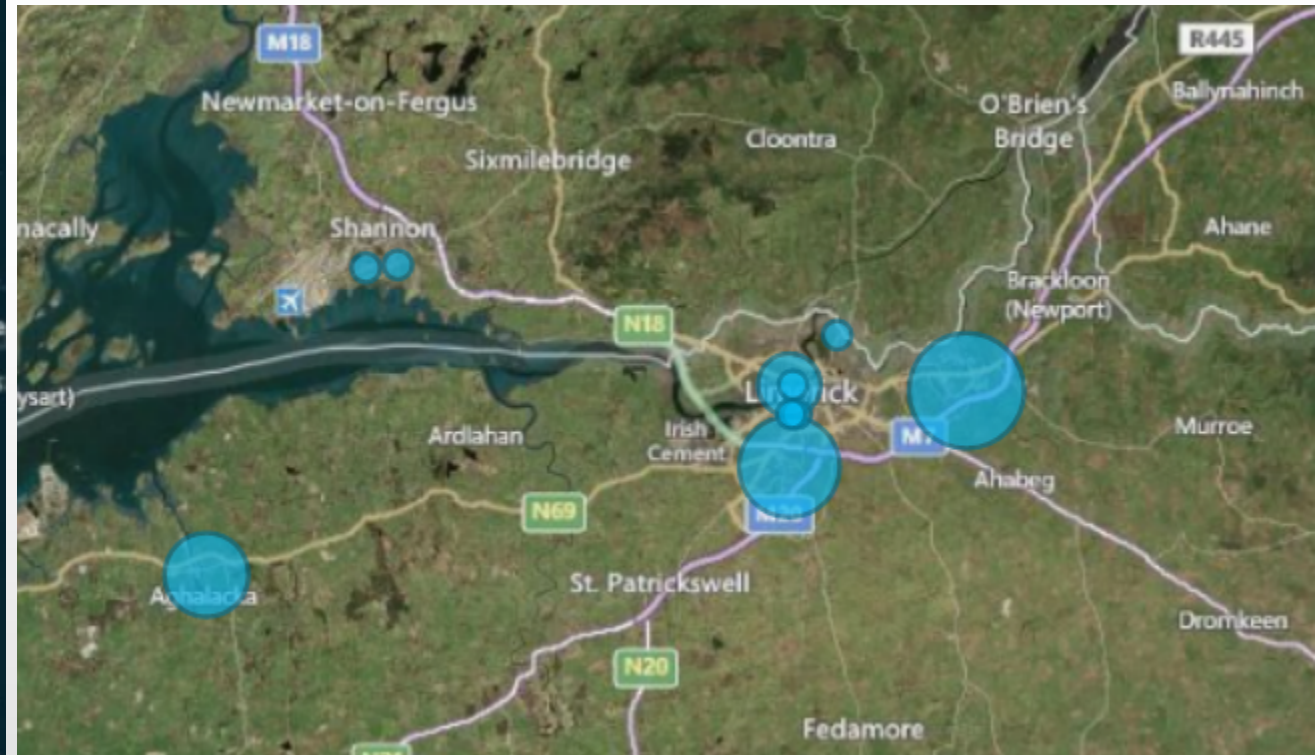 M18
R445
Newmarket-on-Fergus
Ballynahinch
O'Brien's
Bridge
Cloontra
Sixmilebridge
nacally
Shannon
Ahane
Brackloon
(Newport)
N18
ysart)
Ardlahan
Irish
Cement
M7
Murroe
Ahabeg
N69
M20
St. Patrickswell
Dromkeen
N20
Fedamore